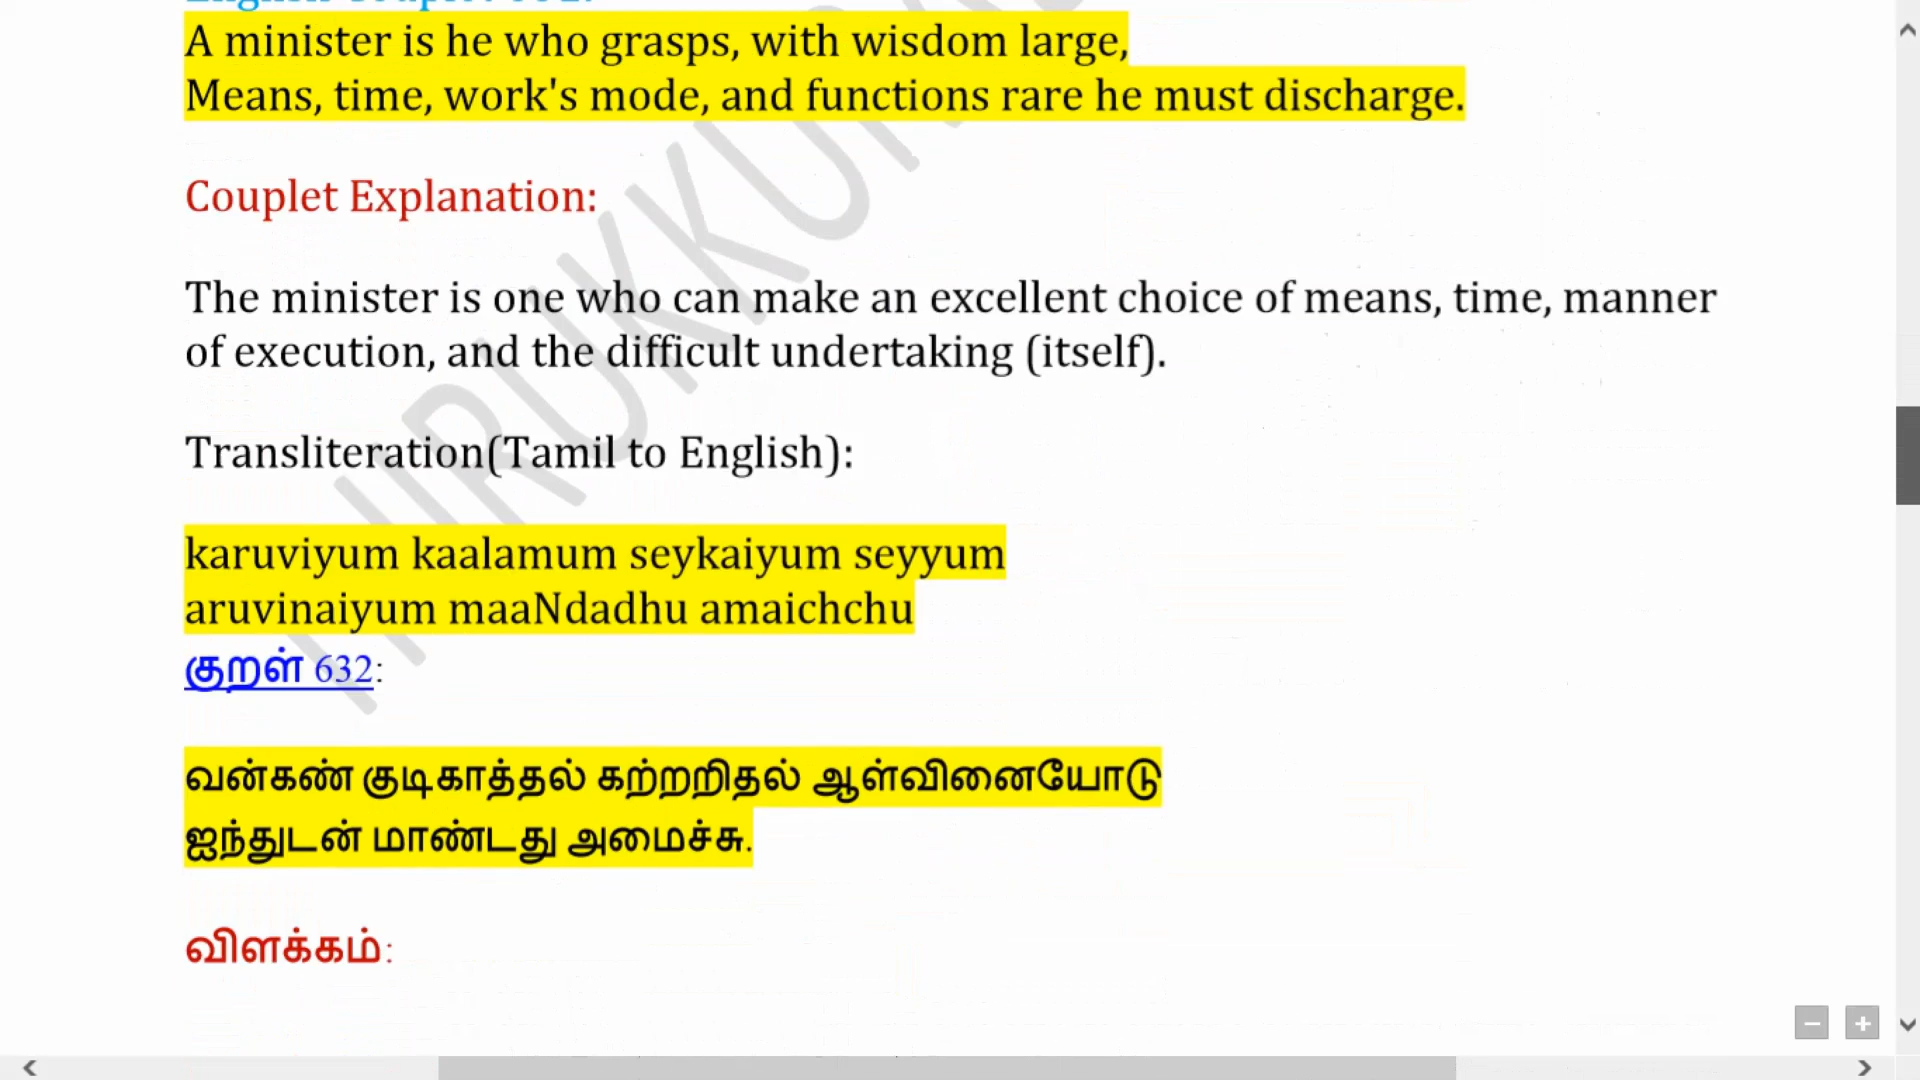 A minister is he who grasps, with wisdom large,
Means, time, work's mode, and functions rare he must discharge.
Couplet Explanation:
The minister is one who can make an excellent choice of means, time, manner
of execution, and the difficult undertaking (itself).
Transliteration(Tamil to English):
karuviyum kaalamum seykaiyum seyyum
aruvinaiyum maaNdadhu amaichchu
குறள் 632:
வன்கண் குடிகாத்தல் கற்றறிதல் ஆள்வினையோடு
ஐந்துடன் மாண்டது அமைச்சு.
விளக்கம்: